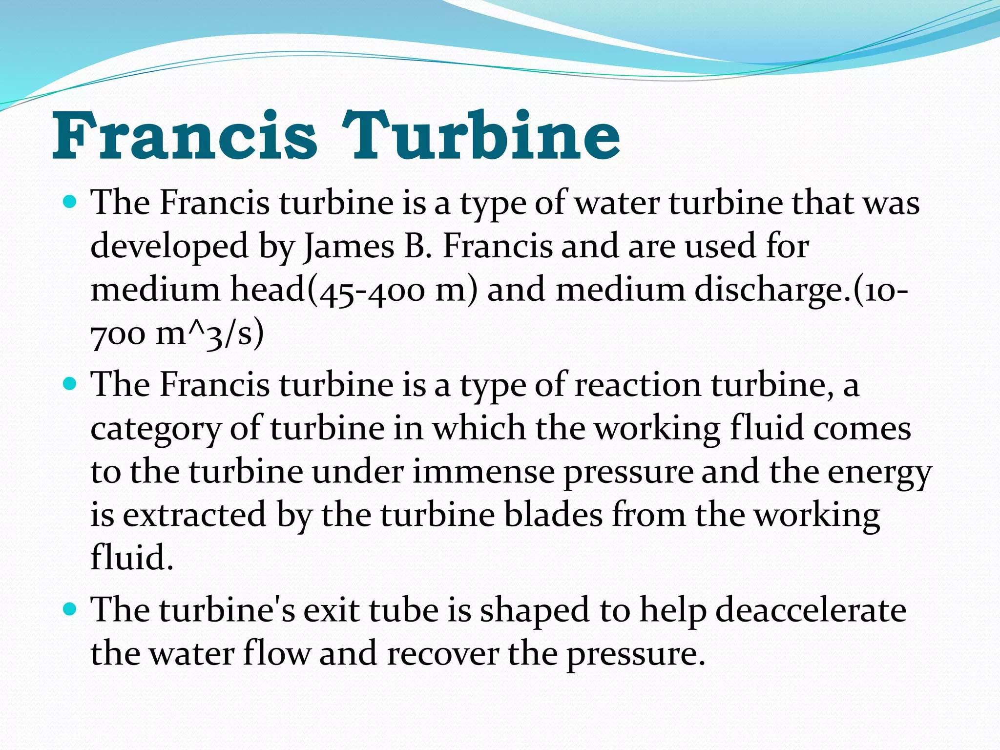 Francis Turbine
• The Francis turbine is a type of water turbine that was
developed by James B. Francis and are used for
medium head(45-400 m) and medium discharge.(10-
700 m^3/s)
• The Francis turbine is a type of reaction turbine, a
category of turbine in which the working fluid comes
to the turbine under immense pressure and the energy
is extracted by the turbine blades from the working
fluid.
• The turbine's exit tube is shaped to help deaccelerate
the water flow and recover the pressure.